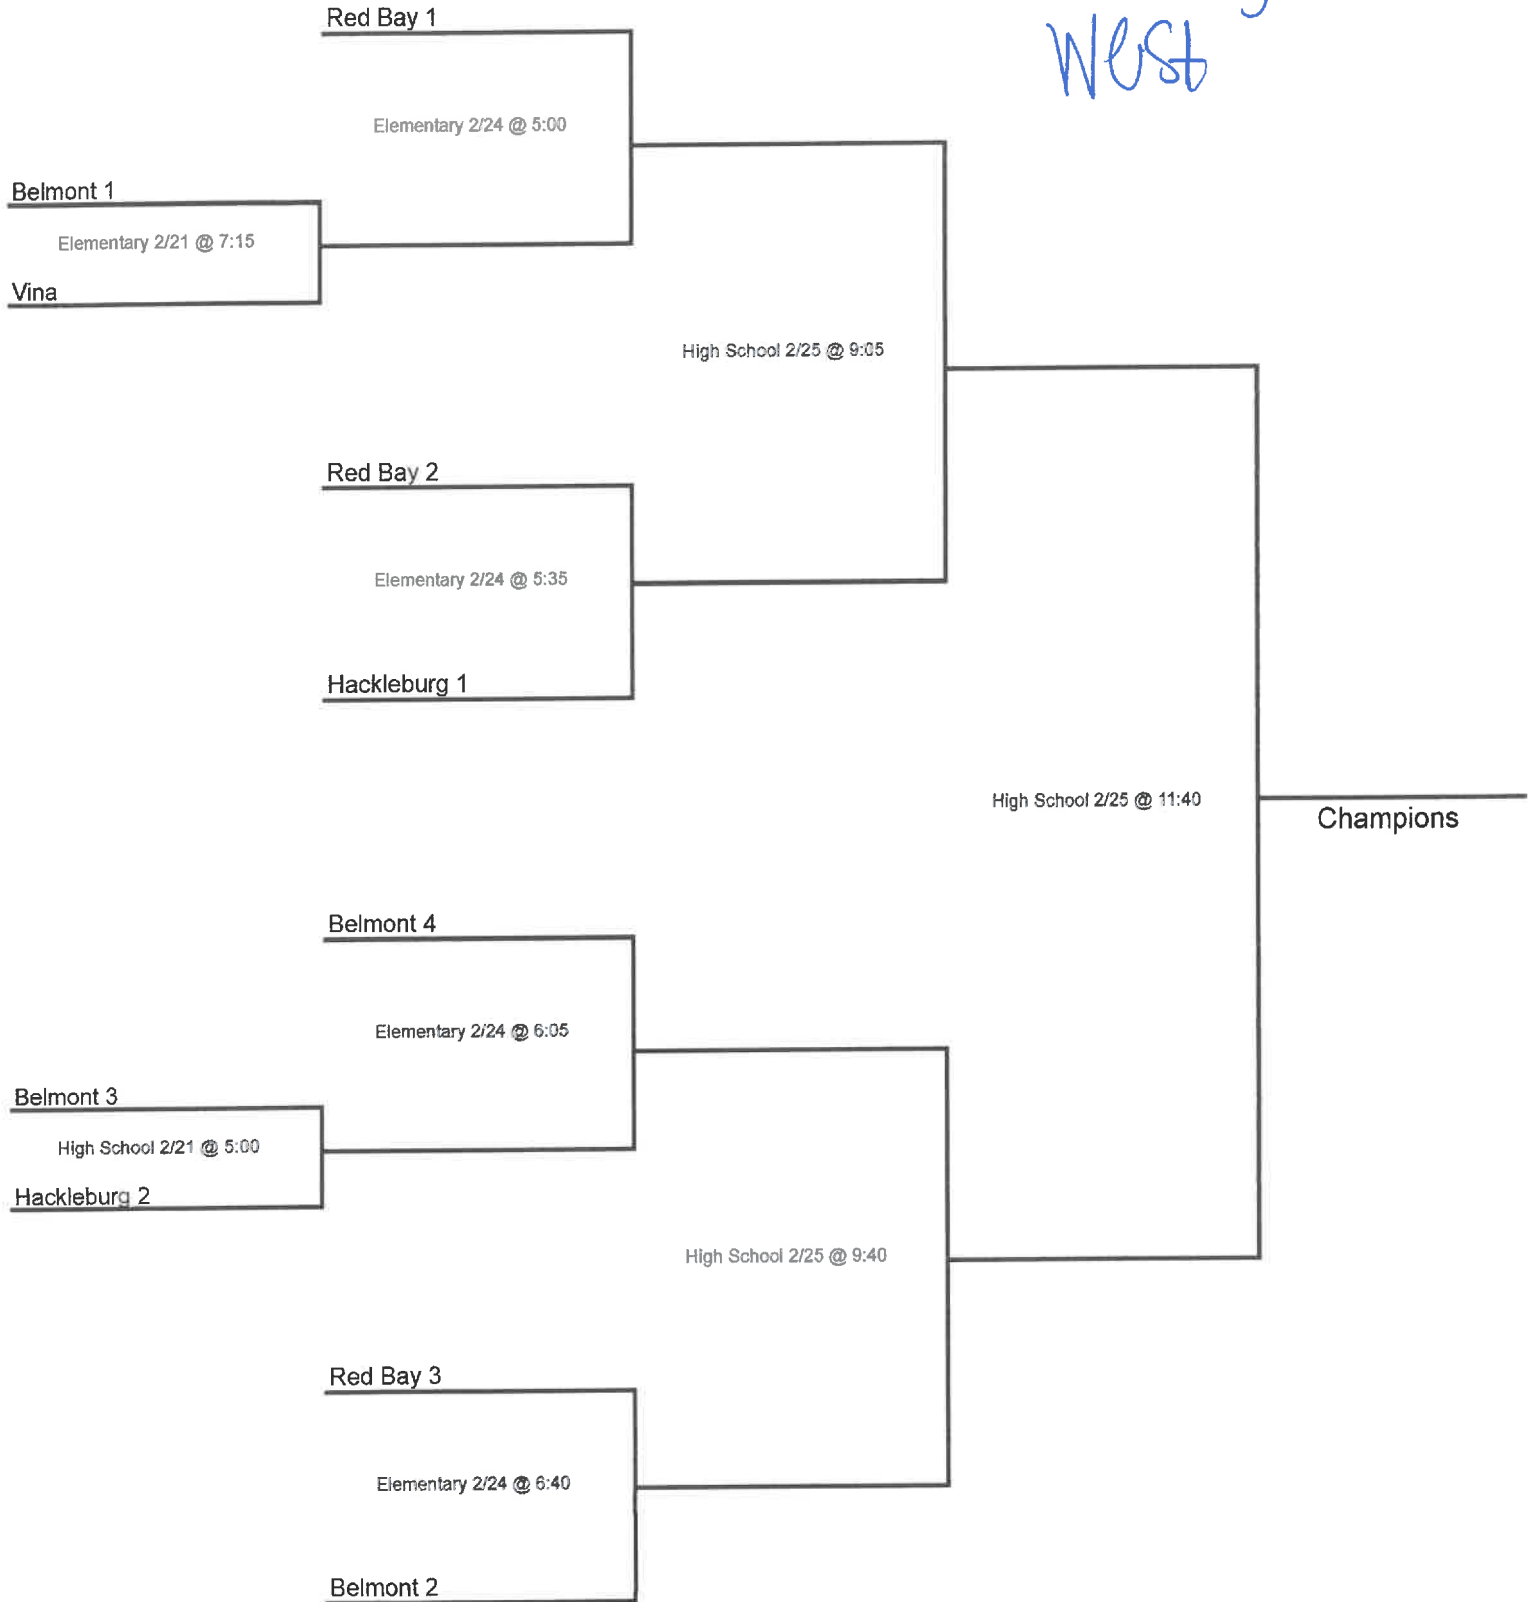 Red Bay 1
West
Elementary 2/24 @ 5:00
Belmont 1
Elementary 2/21 @ 7:15
Vina
High School 2/25 @ 9:05
Red Bay 2
Elementary 2/24 @ 5:35
Hackleburg 1
High School 2/25 @ 11:40
Champions
Belmont 4
Elementary 2/24 @ 6:05
Belmont 3
High School 2/21 @ 5:00
Hackleburg 2
High School 2/25 @ 9:40
Red Bay 3
Elementary 2/24 @ 6:40
Belmont 2